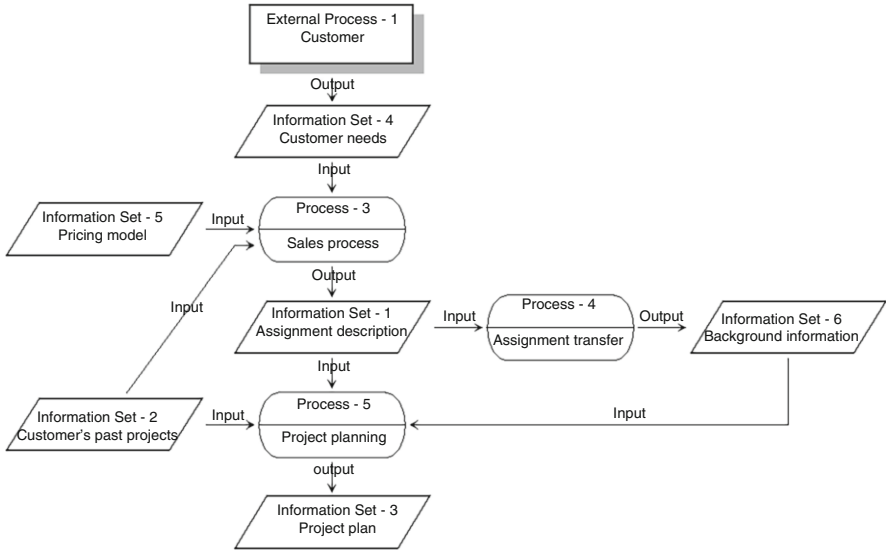 External Process - 1
Customer
Output
Information Set - 4
Customer needs
Input
Process - 3
Sales process
Information Set - 5
Pricing model
Input
Input
Output
Information Set - 1
Assignment description
Input
Process - 4
Assignment transfer
Output
Information Set - 6
Background information
Input
Information Set - 2
Customer's past projects
Input
Process - 5
Project planning
Input
output
Information Set - 3
Project plan